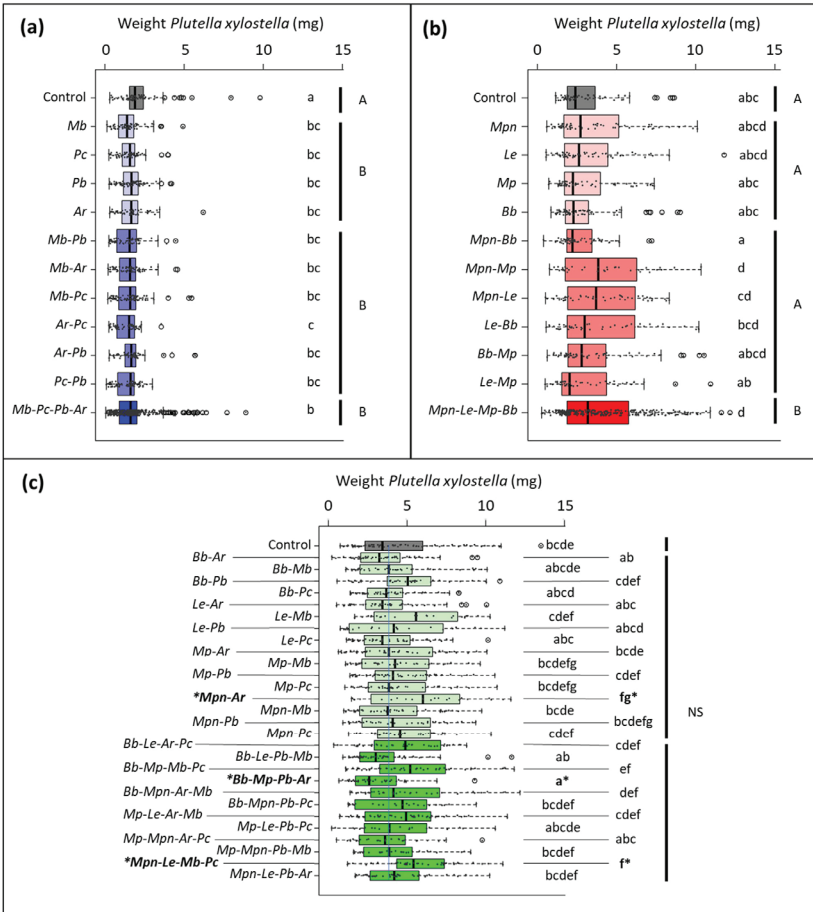 (a)
Weight Plutella xylostella (mg)
0 5 10 15
Control a A
Mb bc
Pc bc
B
Pb bc
Ar bc
Mb-Pb bc
Mb-Ar bc
Mb-Pc bc
B
Ar-Pc c
Ar-Pb bc
Pc-Pb bc
Mb-Pc-Pb-Ar b B
(b)
Weight Plutella xylostella (mg)
0 5 10 15
Control abc A
Mpn abcd
Le abcd
A
Mp abc
Bb abc
Mpn-Bb a
Mpn-Mp d
Mpn-Le cd
A
Le-Bb bcd
Bb-Mp abcd
Le-Mp ab
Mpn-Le-Mp-Bb d B
(c)
Weight Plutella xylostella (mg)
0 5 10 15
Control bcde
Bb-Ar ab
Bb-Mb abcde
Bb-Pb cdef
Bb-Pc abcd
Le-Ar abc
Le-Mb cdef
Le-Pb abcd
Le-Pc abc
Mp-Ar bcde
Mp-Mb bcdefg
Mp-Pb cdef
Mp-Pc bcdefg
*Mpn-Ar fg*
Mpn-Mb bcde
NS
Mpn-Pb bcdefg
Mpn-Pc cdef
Bb-Le-Ar-Pc cdef
Bb-Le-Pb-Mb ab
Bb-Mp-Mb-Pc ef
*Bb-Mp-Pb-Ar a*
Bb-Mpn-Ar-Mb def
Bb-Mpn-Pb-Pc bcdef
Mp-Le-Ar-Mb cdef
Mp-Le-Pb-Pc abcde
Mp-Mpn-Ar-Pc abc
Mp-Mpn-Pb-Mb bcdef
*Mpn-Le-Mb-Pc f*
Mpn-Le-Pb-Ar bcdef